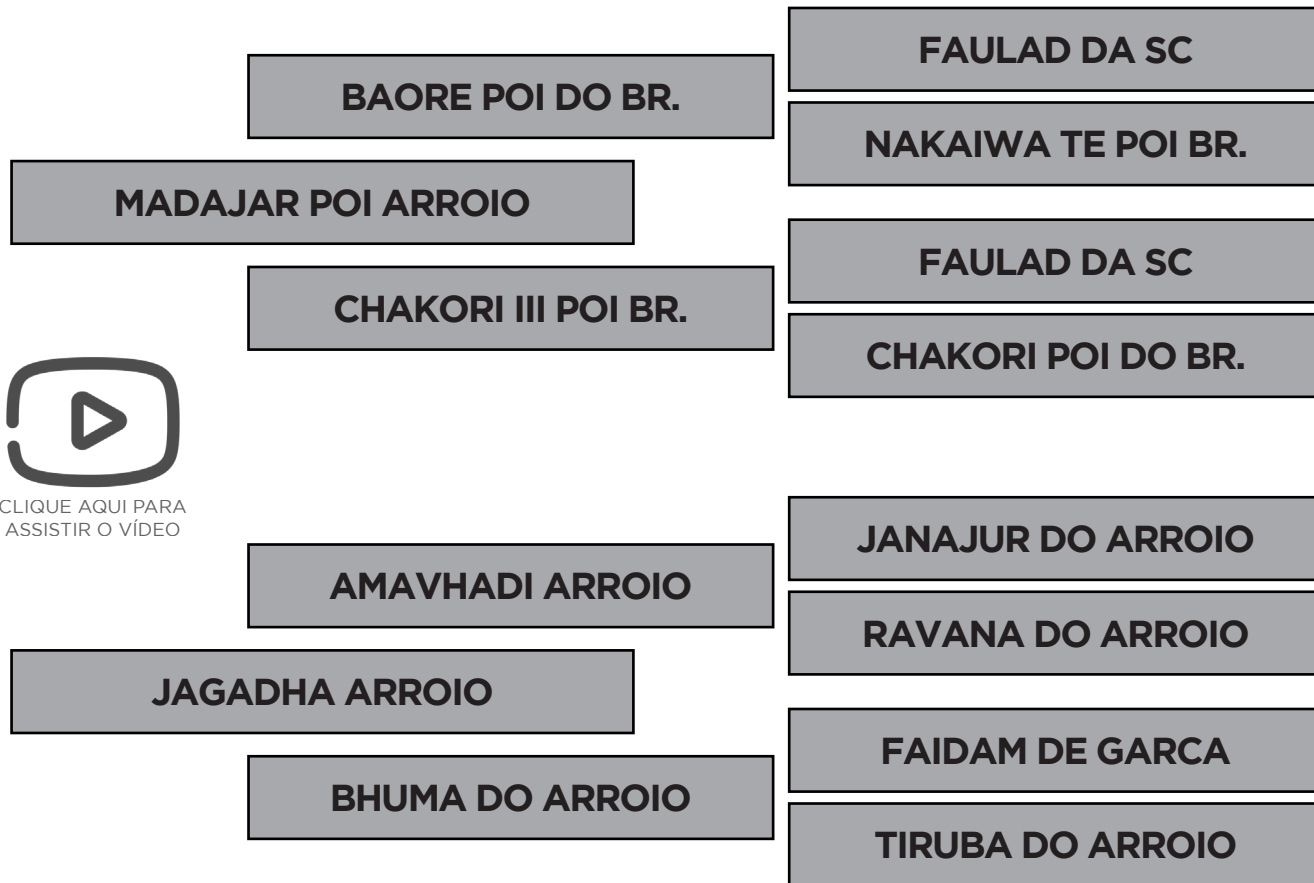 FAULAD DA SC
BAORE POI DO BR.
NAKAIWA TE POI BR.
MADAJAR POI ARROIO
FAULAD DA SC
CHAKORI III POI BR.
CHAKORI POI DO BR.
CLIQUE AQUI PARA
ASSISTIR O VÍDEO
JANAJUR DO ARROIO
AMAVHADI ARROIO
RAVANA DO ARROIO
JAGADHA ARROIO
FAIDAM DE GARCA
BHUMA DO ARROIO
TIRUBA DO ARROIO